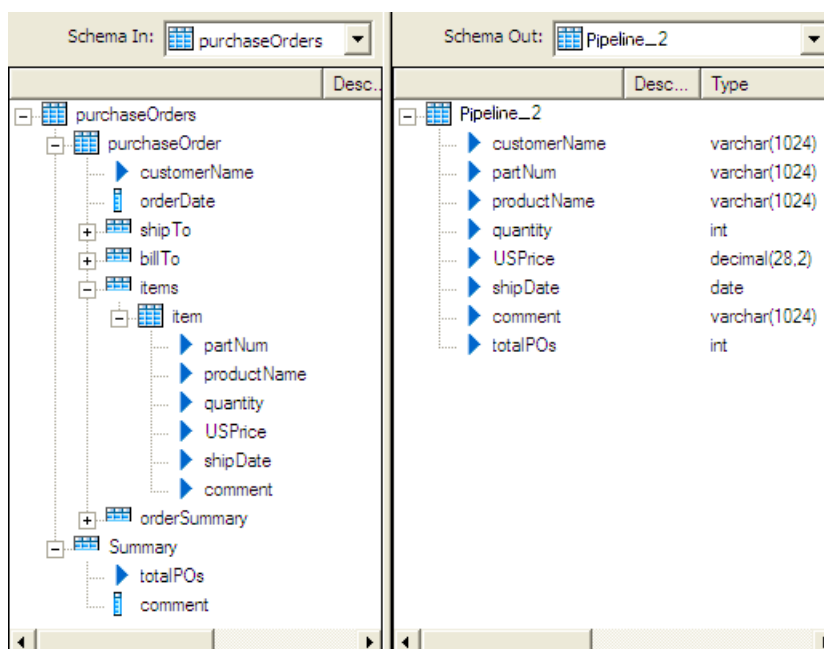 Schema In: purchaseOrders
Desc..
purchaseOrders
purchaseOrder
customerName
orderDate
shipTo
billTo
items
item
partNum
productName
quantity
USPrice
shipDate
comment
orderSummary
Summary
totalPOs
comment
Schema Out: Pipeline_2
Desc... Type
Pipeline_2
customerName varchar(1024)
partNum varchar(1024)
productName varchar(1024)
quantity int
USPrice decimal(28,2)
shipDate date
comment varchar(1024)
totalPOs int